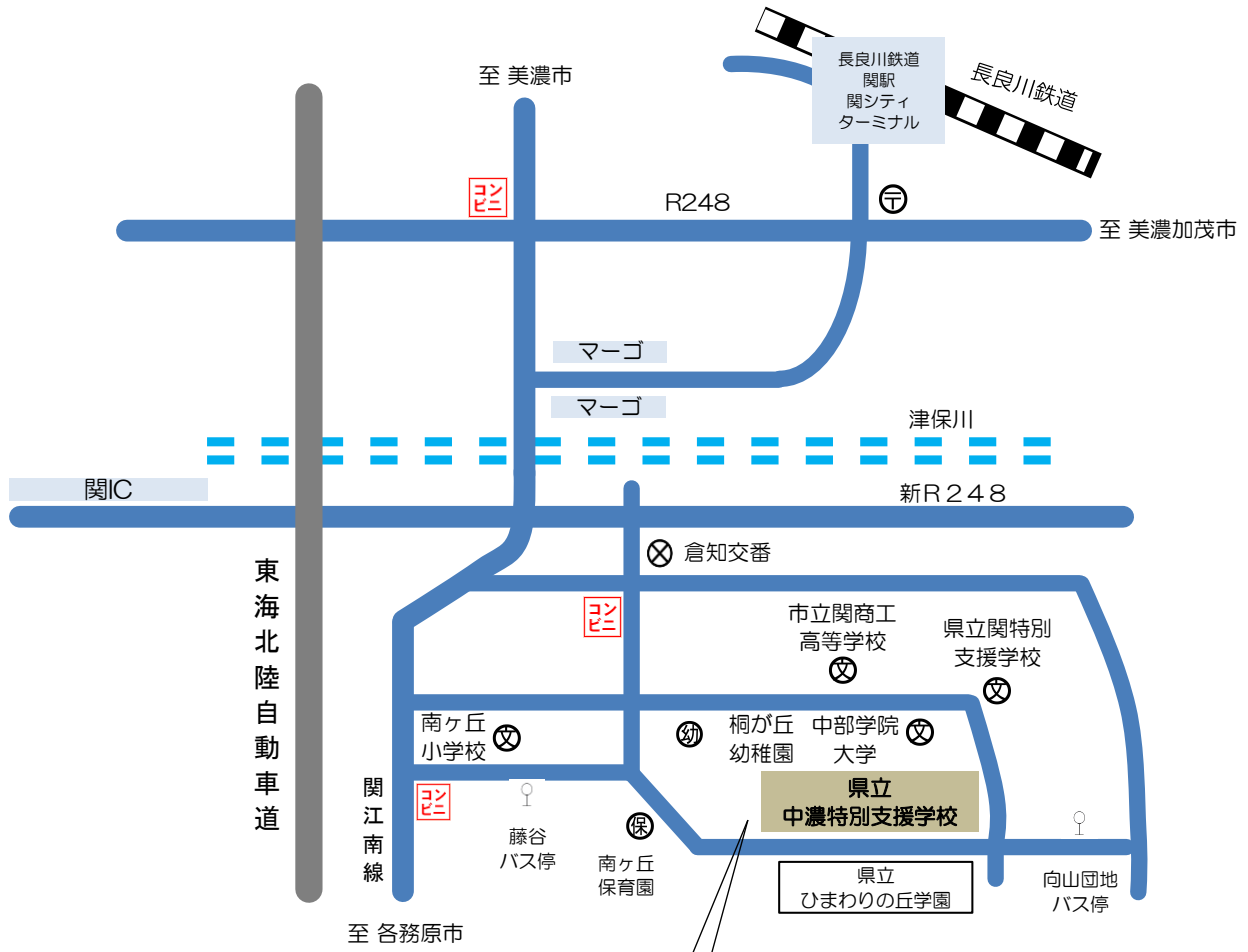 長良川鉄道
関駅
関シティ
ターミナル
長良川鉄道
至 美濃市
コン
ビニ
R248
〒
至 美濃加茂市
マーゴ
マーゴ
津保川
関IC
新R248
東海北陸自動車道
倉知交番
コン
ビニ
市立関商工
高等学校
文
県立関特別
支援学校
文
南ヶ丘
小学校
文
幼
桐が丘
幼稚園
中部学院
大学
文
県立
中濃特別支援学校
関江南線
コン
ビニ
藤谷
バス停
保
南ヶ丘
保育園
県立
ひまわりの丘学園
向山団地
バス停
至 各務原市